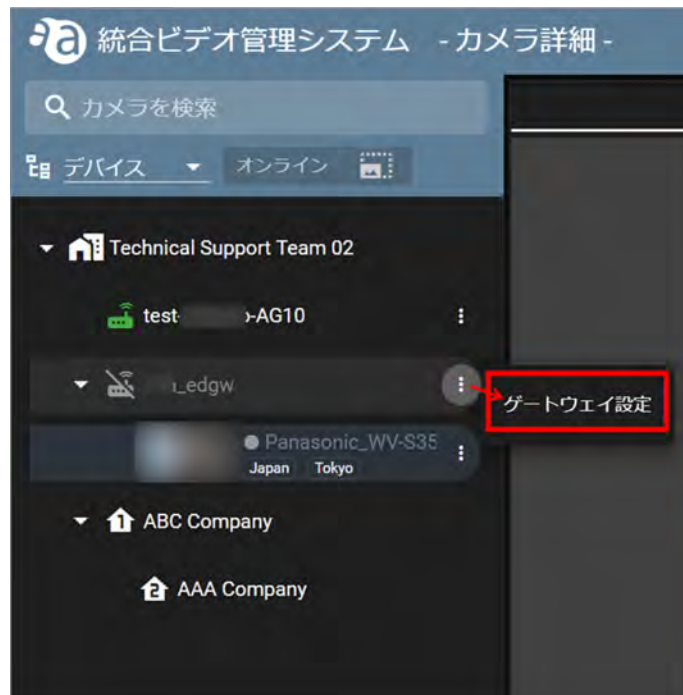 統合ビデオ管理システム - カメラ詳細 -
カメラを検索
デバイス オンライン
Technical Support Team 02
test -AG10
_edgw
ゲートウェイ設定
Panasonic_WV-S35
Japan Tokyo
1 ABC Company
2 AAA Company